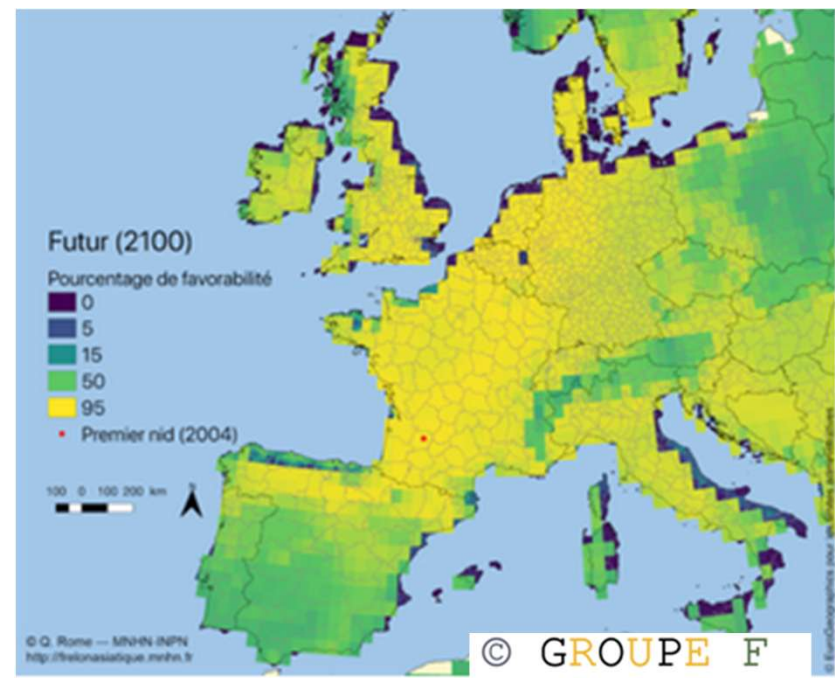 Futur (2100)
Pourcentage de favorabilité
0
5
15
50
95
Premier nid (2004)
100 0 100 200 km
© Q. Rome — MNHN-INPN
http://frelonasiatique.mnhn.fr
© GROUPE F